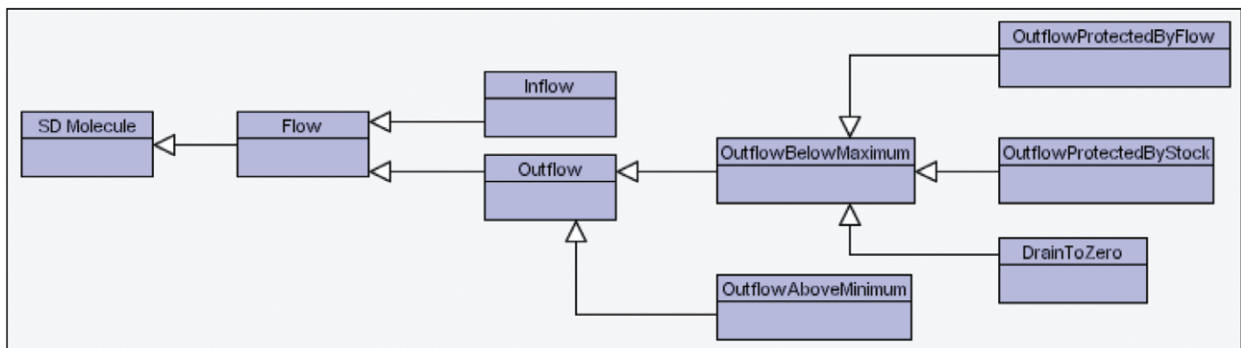 OutflowProtectedByFlow
Inflow
SD Molecule
Flow
OutflowBelowMaximum
OutflowProtectedByStock
Outflow
DrainToZero
OutflowAboveMinimum